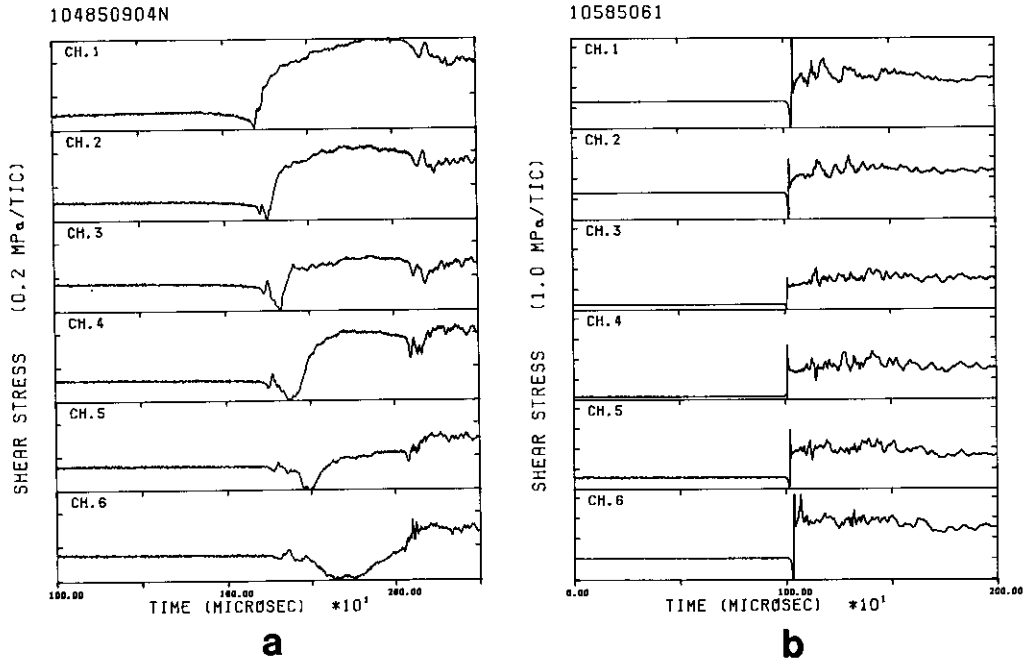 104850904N
CH.1
CH.2
CH.3
CH.4
CH.5
CH.6
SHEAR STRESS (0.2 MPa/TIC)
100.00 160.00 200.00
TIME (MICROSEC) *10¹
a
10585061
CH.1
CH.2
CH.3
CH.4
CH.5
CH.6
SHEAR STRESS (1.0 MPa/TIC)
0.00 100.00 200.00
TIME (MICROSEC) *10¹
b